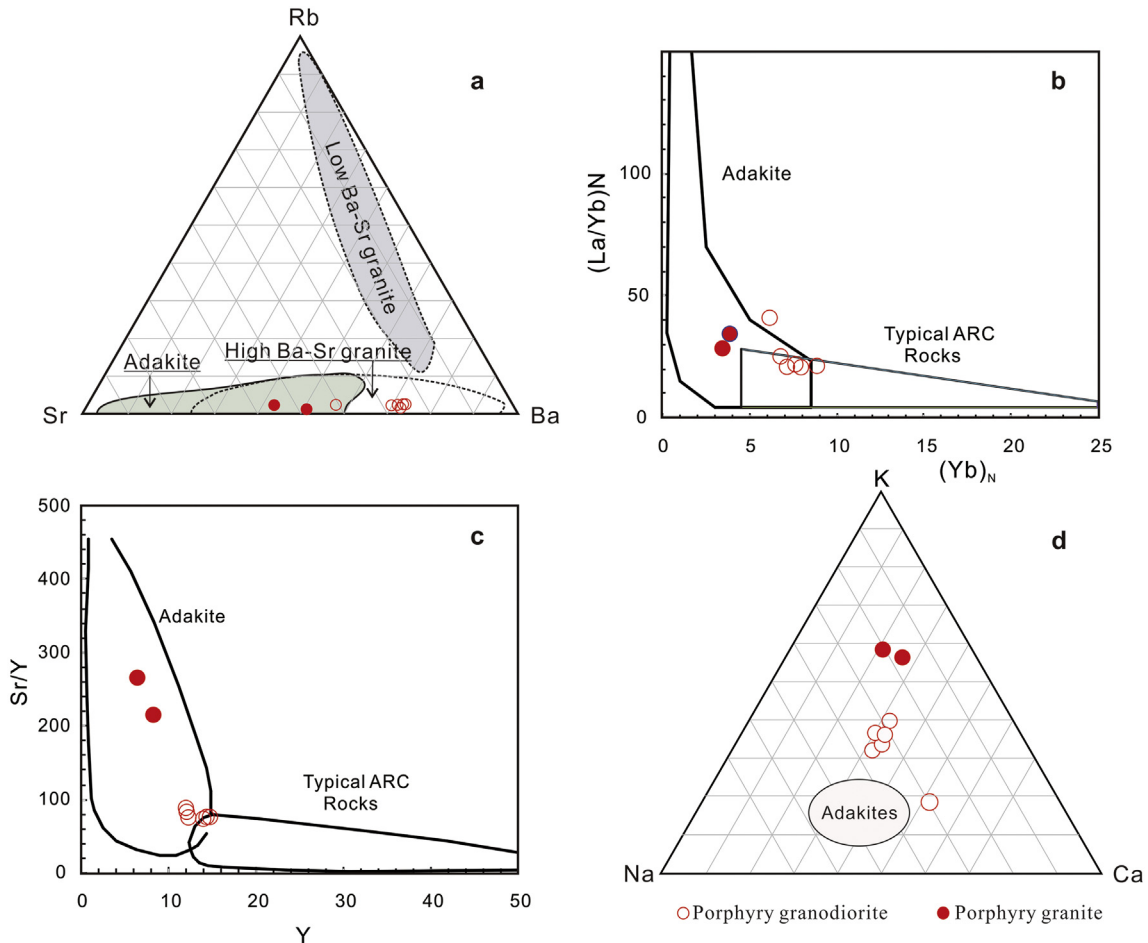 Rb
a
Low Ba-Sr granite
High Ba-Sr granite
Adakite
Sr
Ba
b
(La/Yb)N
100
50
0
Adakite
Typical ARC
Rocks
0
5
10
15
20
25
(Yb)N
c
Sr/Y
500
400
300
200
100
0
Adakite
Typical ARC
Rocks
0
10
20
30
40
50
Y
K
d
Adakites
Na
Ca
Porphyry granodiorite
Porphyry granite